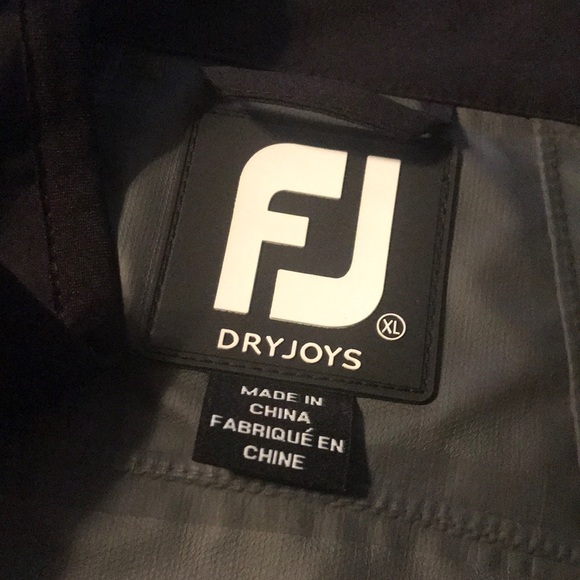 FJ
XL
DRYJOYS
MADE IN
CHINA
FABRIQUÉ EN
CHINE